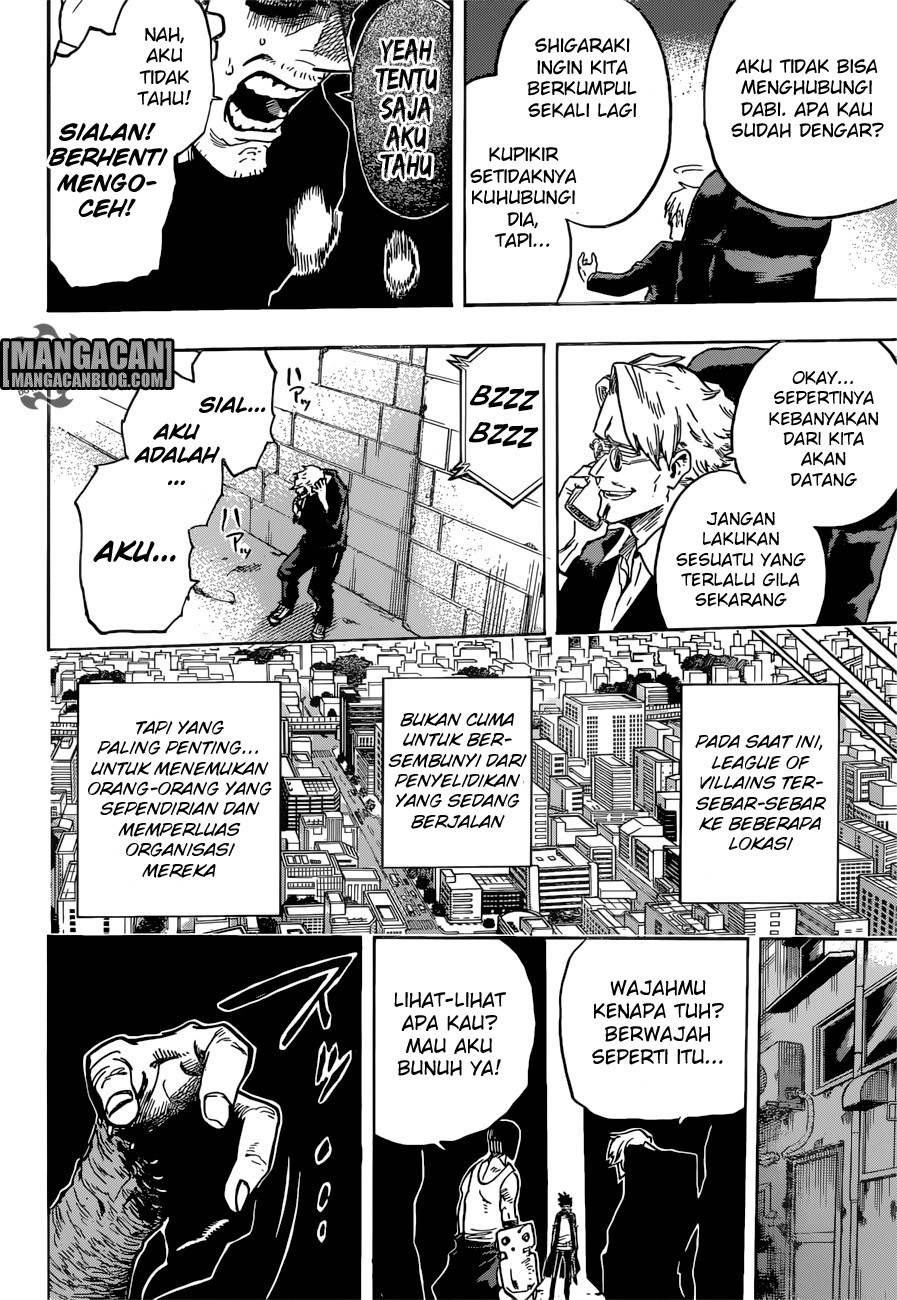 AKU TIDAK BISA
MENGHUBUNGI
DABI. APA KAU
SUDAH DENGAR?
SHIGARAKI
INGIN KITA
BERKUMPUL
SEKALI LAGI
KUPIKIR
SETIDAKNYA
KUHUBUNGI
DIA,
TAPI...
YEAH
TENTU
SAJA
AKU
TAHU
NAH,
AKU
TIDAK
TAHU!
SIALAN!
BERHENTI
MENGO-
CEH!
OKAY...
SEPERTINYA
KEBANYAKAN
DARI KITA
AKAN
DATANG
JANGAN
LAKUKAN
SESUATU YANG
TERLALU GILA
SEKARANG
BZZZ
BZZZ
SIAL...
AKU
ADALAH
...
AKU...
MANGACAN
MANGACANBLOG.COM
PADA SAAT INI,
LEAGUE OF
VILLAINS TER-
SEBAR-SEBAR
KE BEBERAPA
LOKASI
BUKAN CUMA
UNTUK BER-
SEMBUNYI DARI
PENYELIDIKAN
YANG SEDANG
BERJALAN
TAPI YANG
PALING PENTING...
UNTUK MENEMUKAN
ORANG-ORANG YANG
SEPENDIRIAN DAN
MEMPERLUAS
ORGANISASI
MEREKA
WAJAHMU
KENAPA TUH?
BERWAJAH
SEPERTI ITU...
LIHAT-LIHAT
APA KAU?
MAU AKU
BUNUH YA!